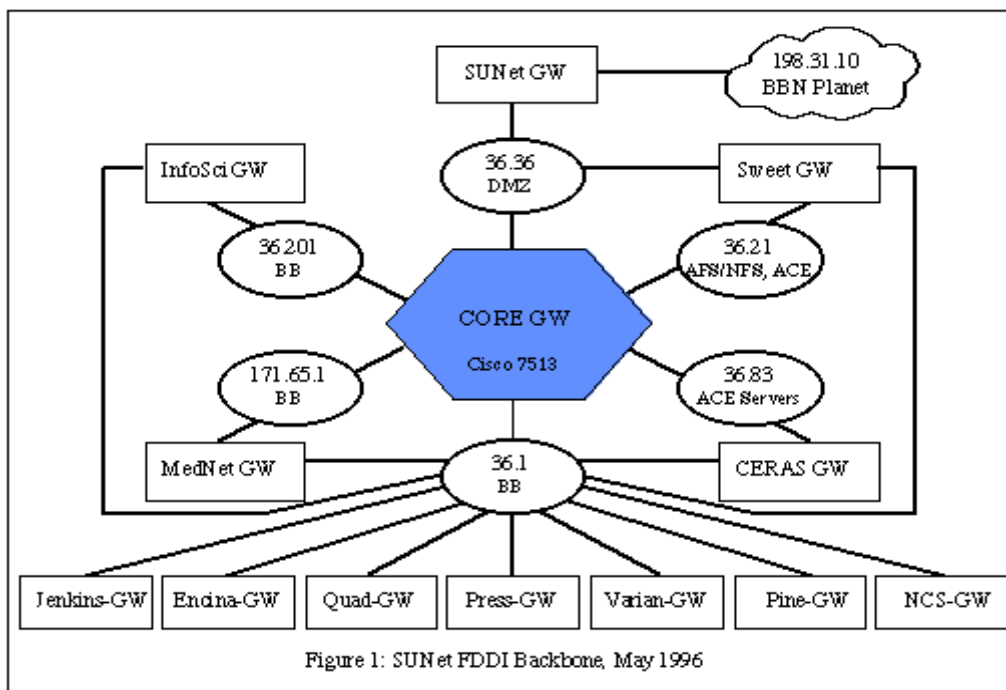 SUNet GW
198.31.10
BBN Planet
InfoSci GW
36.36
DMZ
Sweet GW
36.201
BB
36.21
AFS/NFS, ACE
CORE GW
Cisco 7513
171.65.1
BB
36.83
ACE Servers
MedNet GW
36.1
BB
CERAS GW
Jenkins-GW
Encina-GW
Quad-GW
Press-GW
Varian-GW
Pine-GW
NCS-GW
Figure 1: SUNet FDDI Backbone, May 1996